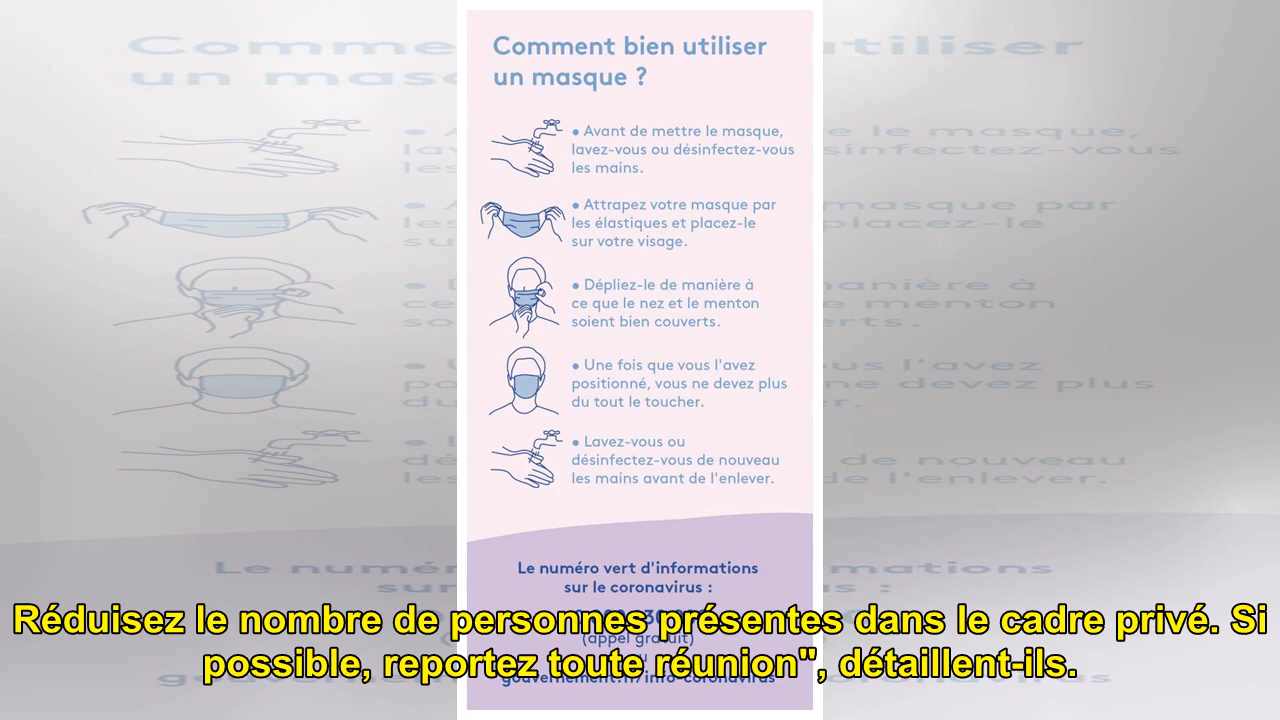 Comment bien utiliser
un masque ?
• Avant de mettre le masque,
lavez-vous ou désinfectez-vous
les mains.
• Attrapez votre masque par
les élastiques et placez-le
sur votre visage.
• Dépliez-le de manière à
ce que le nez et le menton
soient bien couverts.
• Une fois que vous l'avez
positionné, vous ne devez plus
du tout le toucher.
• Lavez-vous ou
désinfectez-vous de nouveau
les mains avant de l'enlever.
Le numéro vert d'informations
sur le coronavirus :
(appel gratuit)
gouvernement.fr/info-coronavirus
Réduisez le nombre de personnes présentes dans le cadre privé. Si
possible, reportez toute réunion", détaillent-ils.